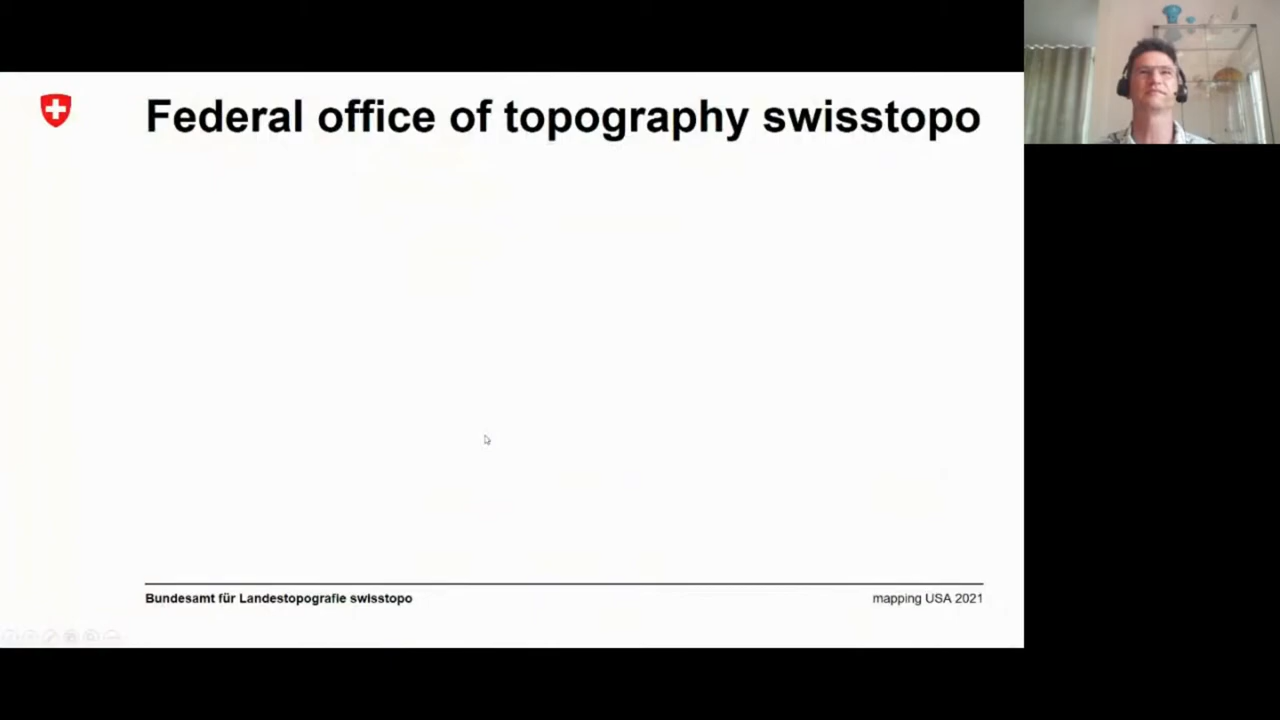 Federal office of topography swisstopo
Bundesamt für Landestopografie swisstopo
mapping USA 2021